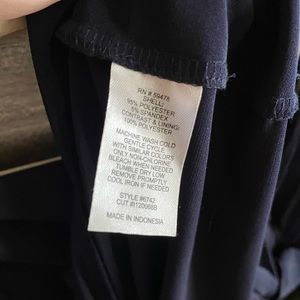 RN # 59478
SHELL:
95% POLYESTER
5% SPANDEX
CONTRAST & LINING:
100% POLYESTER
MACHINE WASH COLD
GENTLE CYCLE
WITH SIMILAR COLORS
ONLY NON-CHLORINE
BLEACH WHEN NEEDED
TUMBLE DRY LOW
REMOVE PROMPTLY
COOL IRON IF NEEDED
STYLE #6742
MADE IN INDONESIA